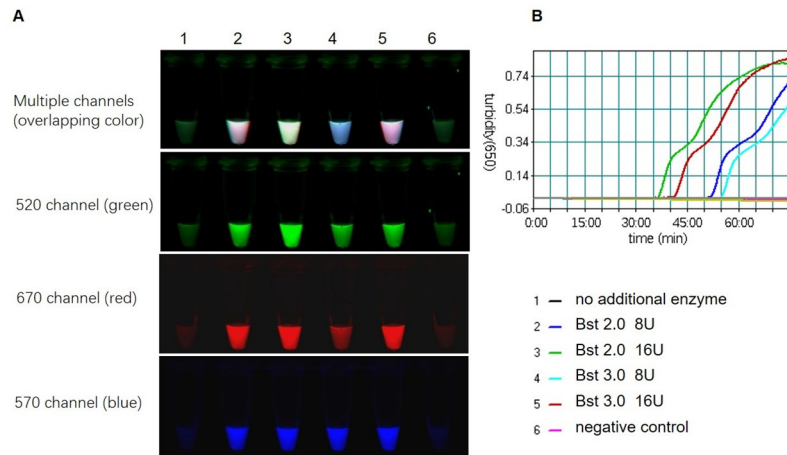 A
1 2 3 4 5 6
Multiple channels
(overlapping color)
520 channel (green)
670 channel (red)
570 channel (blue)
B
turbidity(650)
0.74
0.54
0.34
0.14
-0.06
0:00 15:00 30:00 45:00 60:00
time (min)
1 no additional enzyme
2 Bst 2.0 8U
3 Bst 2.0 16U
4 Bst 3.0 8U
5 Bst 3.0 16U
6 negative control